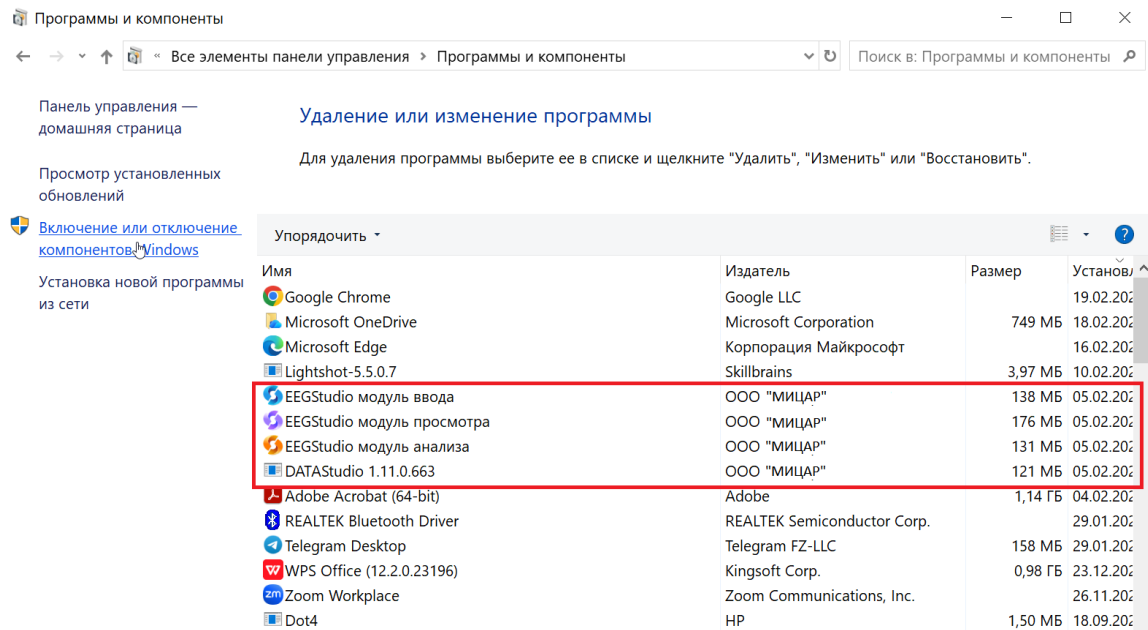 Программы и компоненты
« Все элементы панели управления › Программы и компоненты
Поиск в: Программы и компоненты
Панель управления —
домашняя страница
Просмотр установленных
обновлений
Включение или отключение
компонентов Windows
Установка новой программы
из сети
Удаление или изменение программы
Для удаления программы выберите ее в списке и щелкните "Удалить", "Изменить" или "Восстановить".
Упорядочить
?
Имя Издатель Размер Установл
Google Chrome Google LLC 19.02.202
Microsoft OneDrive Microsoft Corporation 749 МБ 18.02.202
Microsoft Edge Корпорация Майкрософт 16.02.202
Lightshot-5.5.0.7 Skillbrains 3,97 МБ 10.02.202
EEGStudio модуль ввода ООО "МИЦАР" 138 МБ 05.02.202
EEGStudio модуль просмотра ООО "МИЦАР" 176 МБ 05.02.202
EEGStudio модуль анализа ООО "МИЦАР" 131 МБ 05.02.202
DATAStudio 1.11.0.663 ООО "МИЦАР" 121 МБ 05.02.202
Adobe Acrobat (64-bit) Adobe 1,14 ГБ 04.02.202
REALTEK Bluetooth Driver REALTEK Semiconductor Corp. 29.01.202
Telegram Desktop Telegram FZ-LLC 158 МБ 29.01.202
WPS Office (12.2.0.23196) Kingsoft Corp. 0,98 ГБ 23.12.202
zm Zoom Workplace Zoom Communications, Inc. 26.11.202
Dot4 HP 1,50 МБ 18.09.202